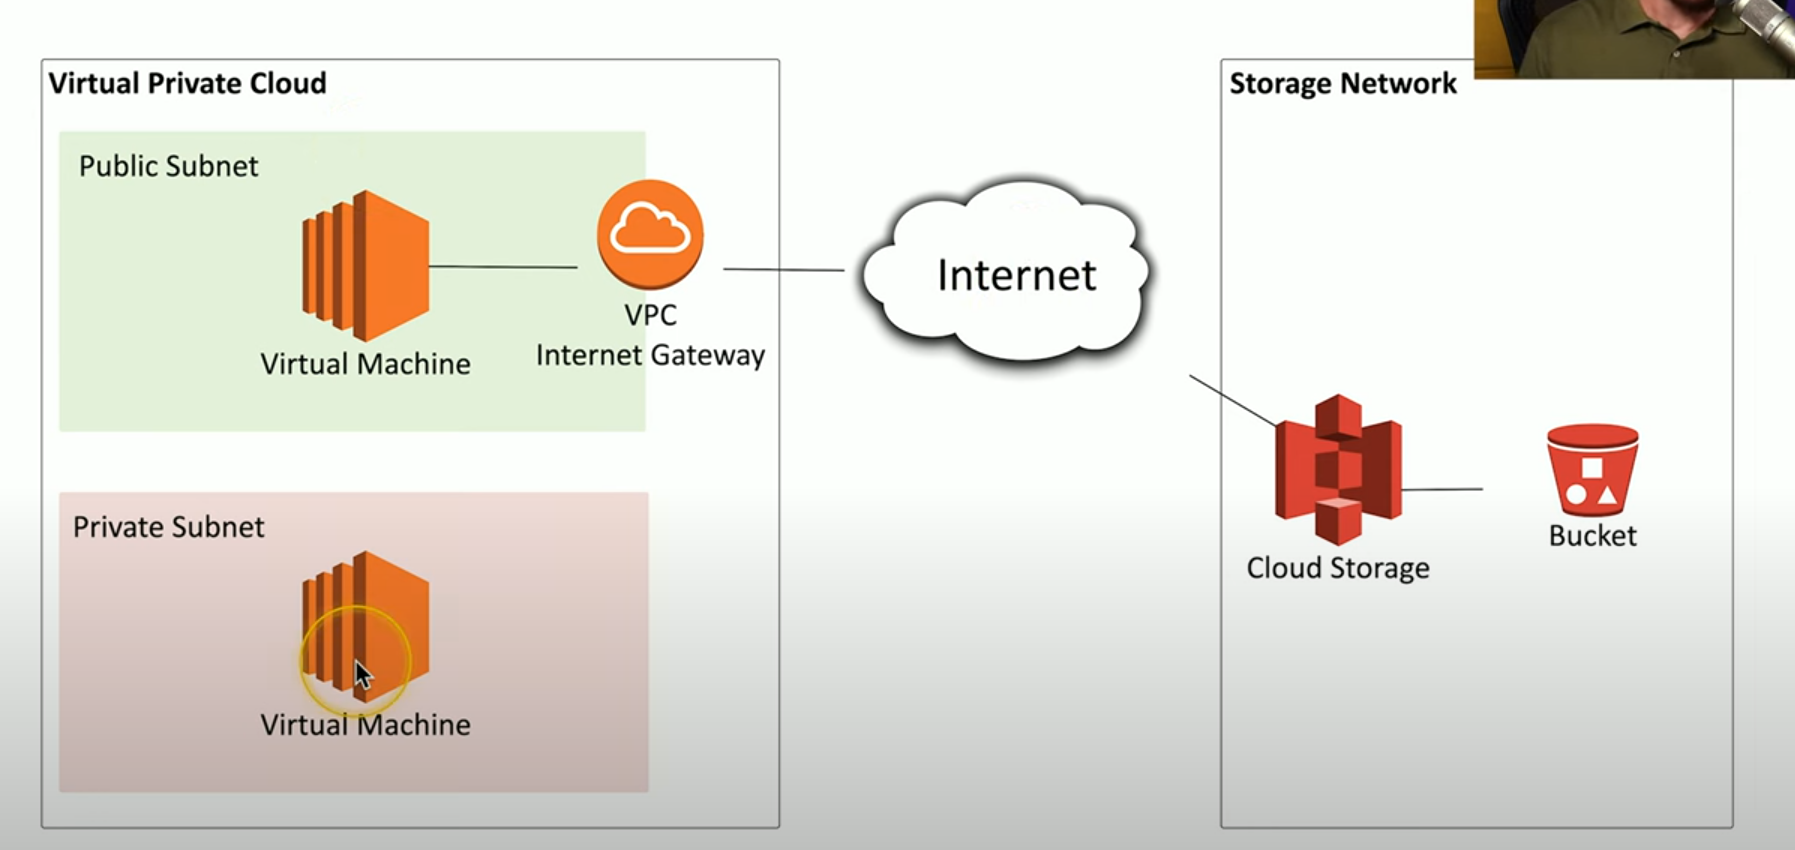 Virtual Private Cloud
Public Subnet
Virtual Machine
VPC
Internet Gateway
Private Subnet
Virtual Machine
Internet
Storage Network
Cloud Storage
Bucket